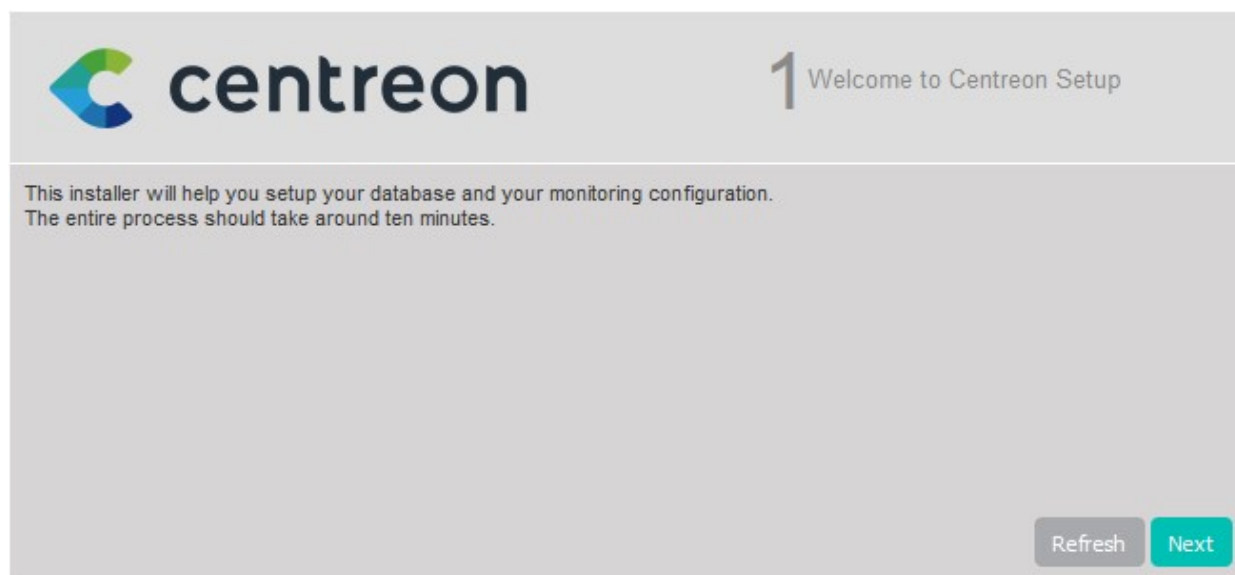 centreon
1 Welcome to Centreon Setup
This installer will help you setup your database and your monitoring configuration.
The entire process should take around ten minutes.
Refresh Next